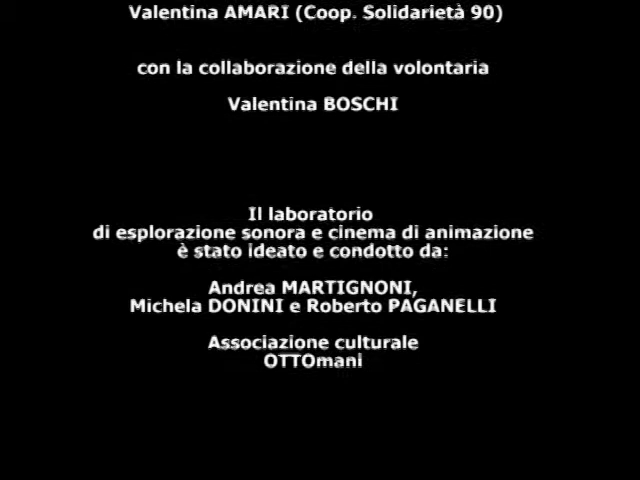 Valentina AMARI (Coop. Solidarietà 90)
con la collaborazione della volontaria
Valentina BOSCHI
Il laboratorio
di esplorazione sonora e cinema di animazione
è stato ideato e condotto da:
Andrea MARTIGNONI,
Michela DONINI e Roberto PAGANELLI
Associazione culturale
OTTOmani